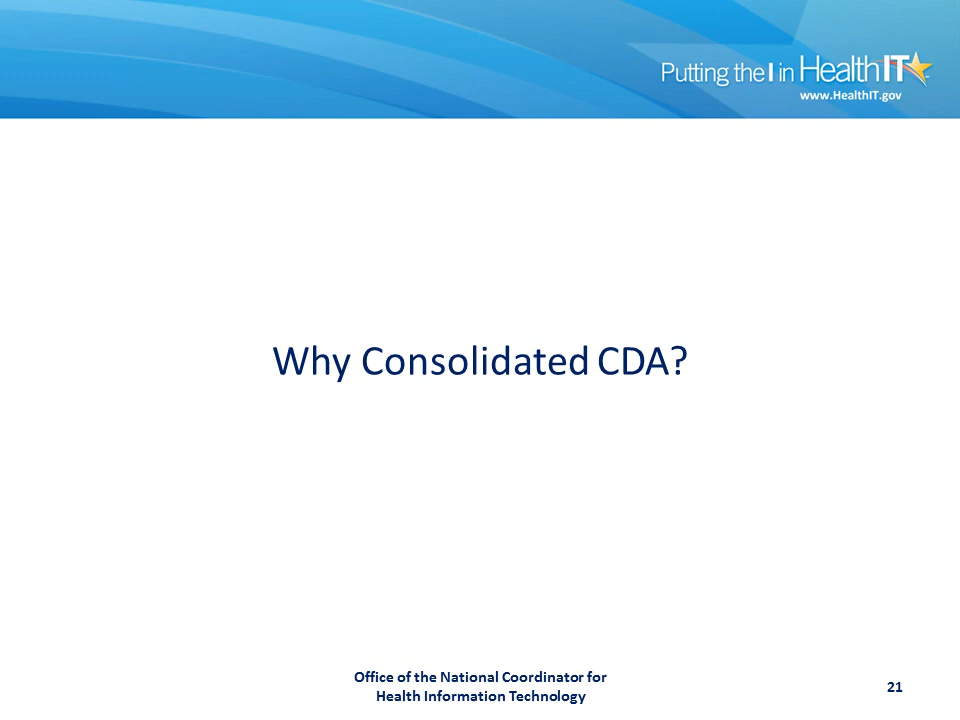 Putting the I in HealthIT
www.HealthIT.gov
Why Consolidated CDA?
Office of the National Coordinator for
Health Information Technology
21